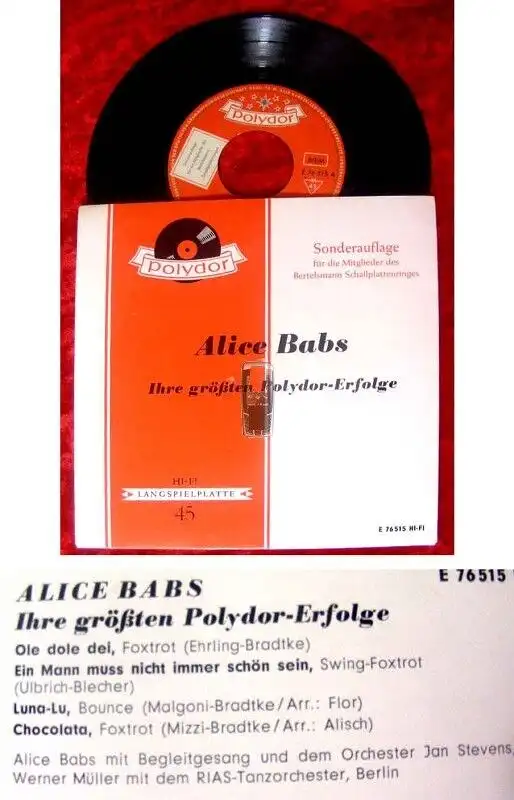 Polydor
E 76 515 A
45
Polydor
Sonderauflage
für die Mitglieder des
Bertelsmann Schallplattenringes
Alice Babs
Ihre größten Polydor-Erfolge
HI-FI
LANGSPIELPLATTE
45
E 76515 HI-FI
E 76515
ALICE BABS
Ihre größten Polydor-Erfolge
Ole dole dei, Foxtrot (Ehrling-Bradtke)
Ein Mann muss nicht immer schön sein, Swing-Foxtrot
(Ulbrich-Blecher)
Luna-Lu, Bounce (Malgoni-Bradtke/Arr.: Flor)
Chocolata, Foxtrot (Mizzi-Bradtke/Arr.: Alisch)
Alice Babs mit Begleitgesang und dem Orchester Jan Stevens,
Werner Müller mit dem RIAS-Tanzorchester, Berlin